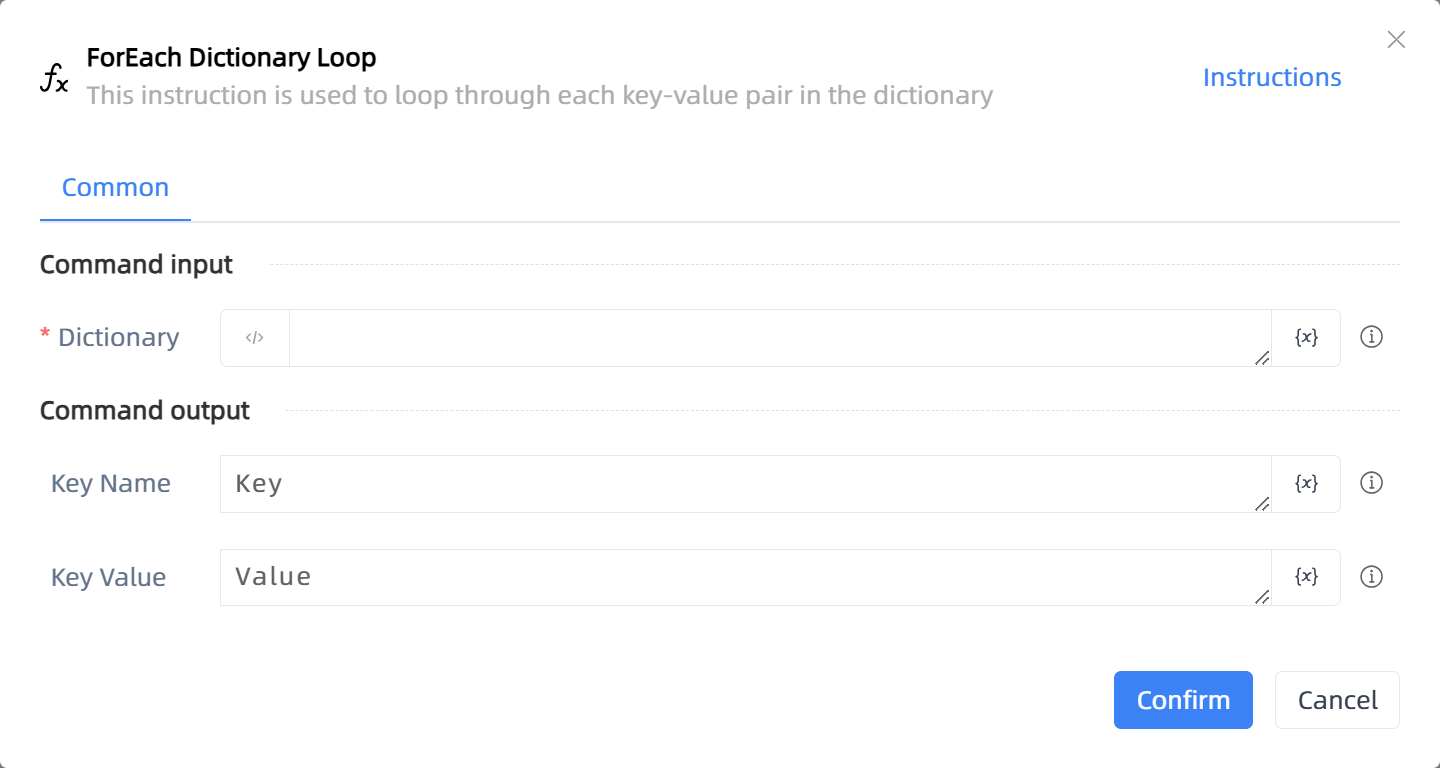 ForEach Dictionary Loop
This instruction is used to loop through each key-value pair in the dictionary
Instructions
Common
Command input
* Dictionary
</> {x}
Command output
Key Name Key {x}
Key Value Value {x}
Confirm Cancel